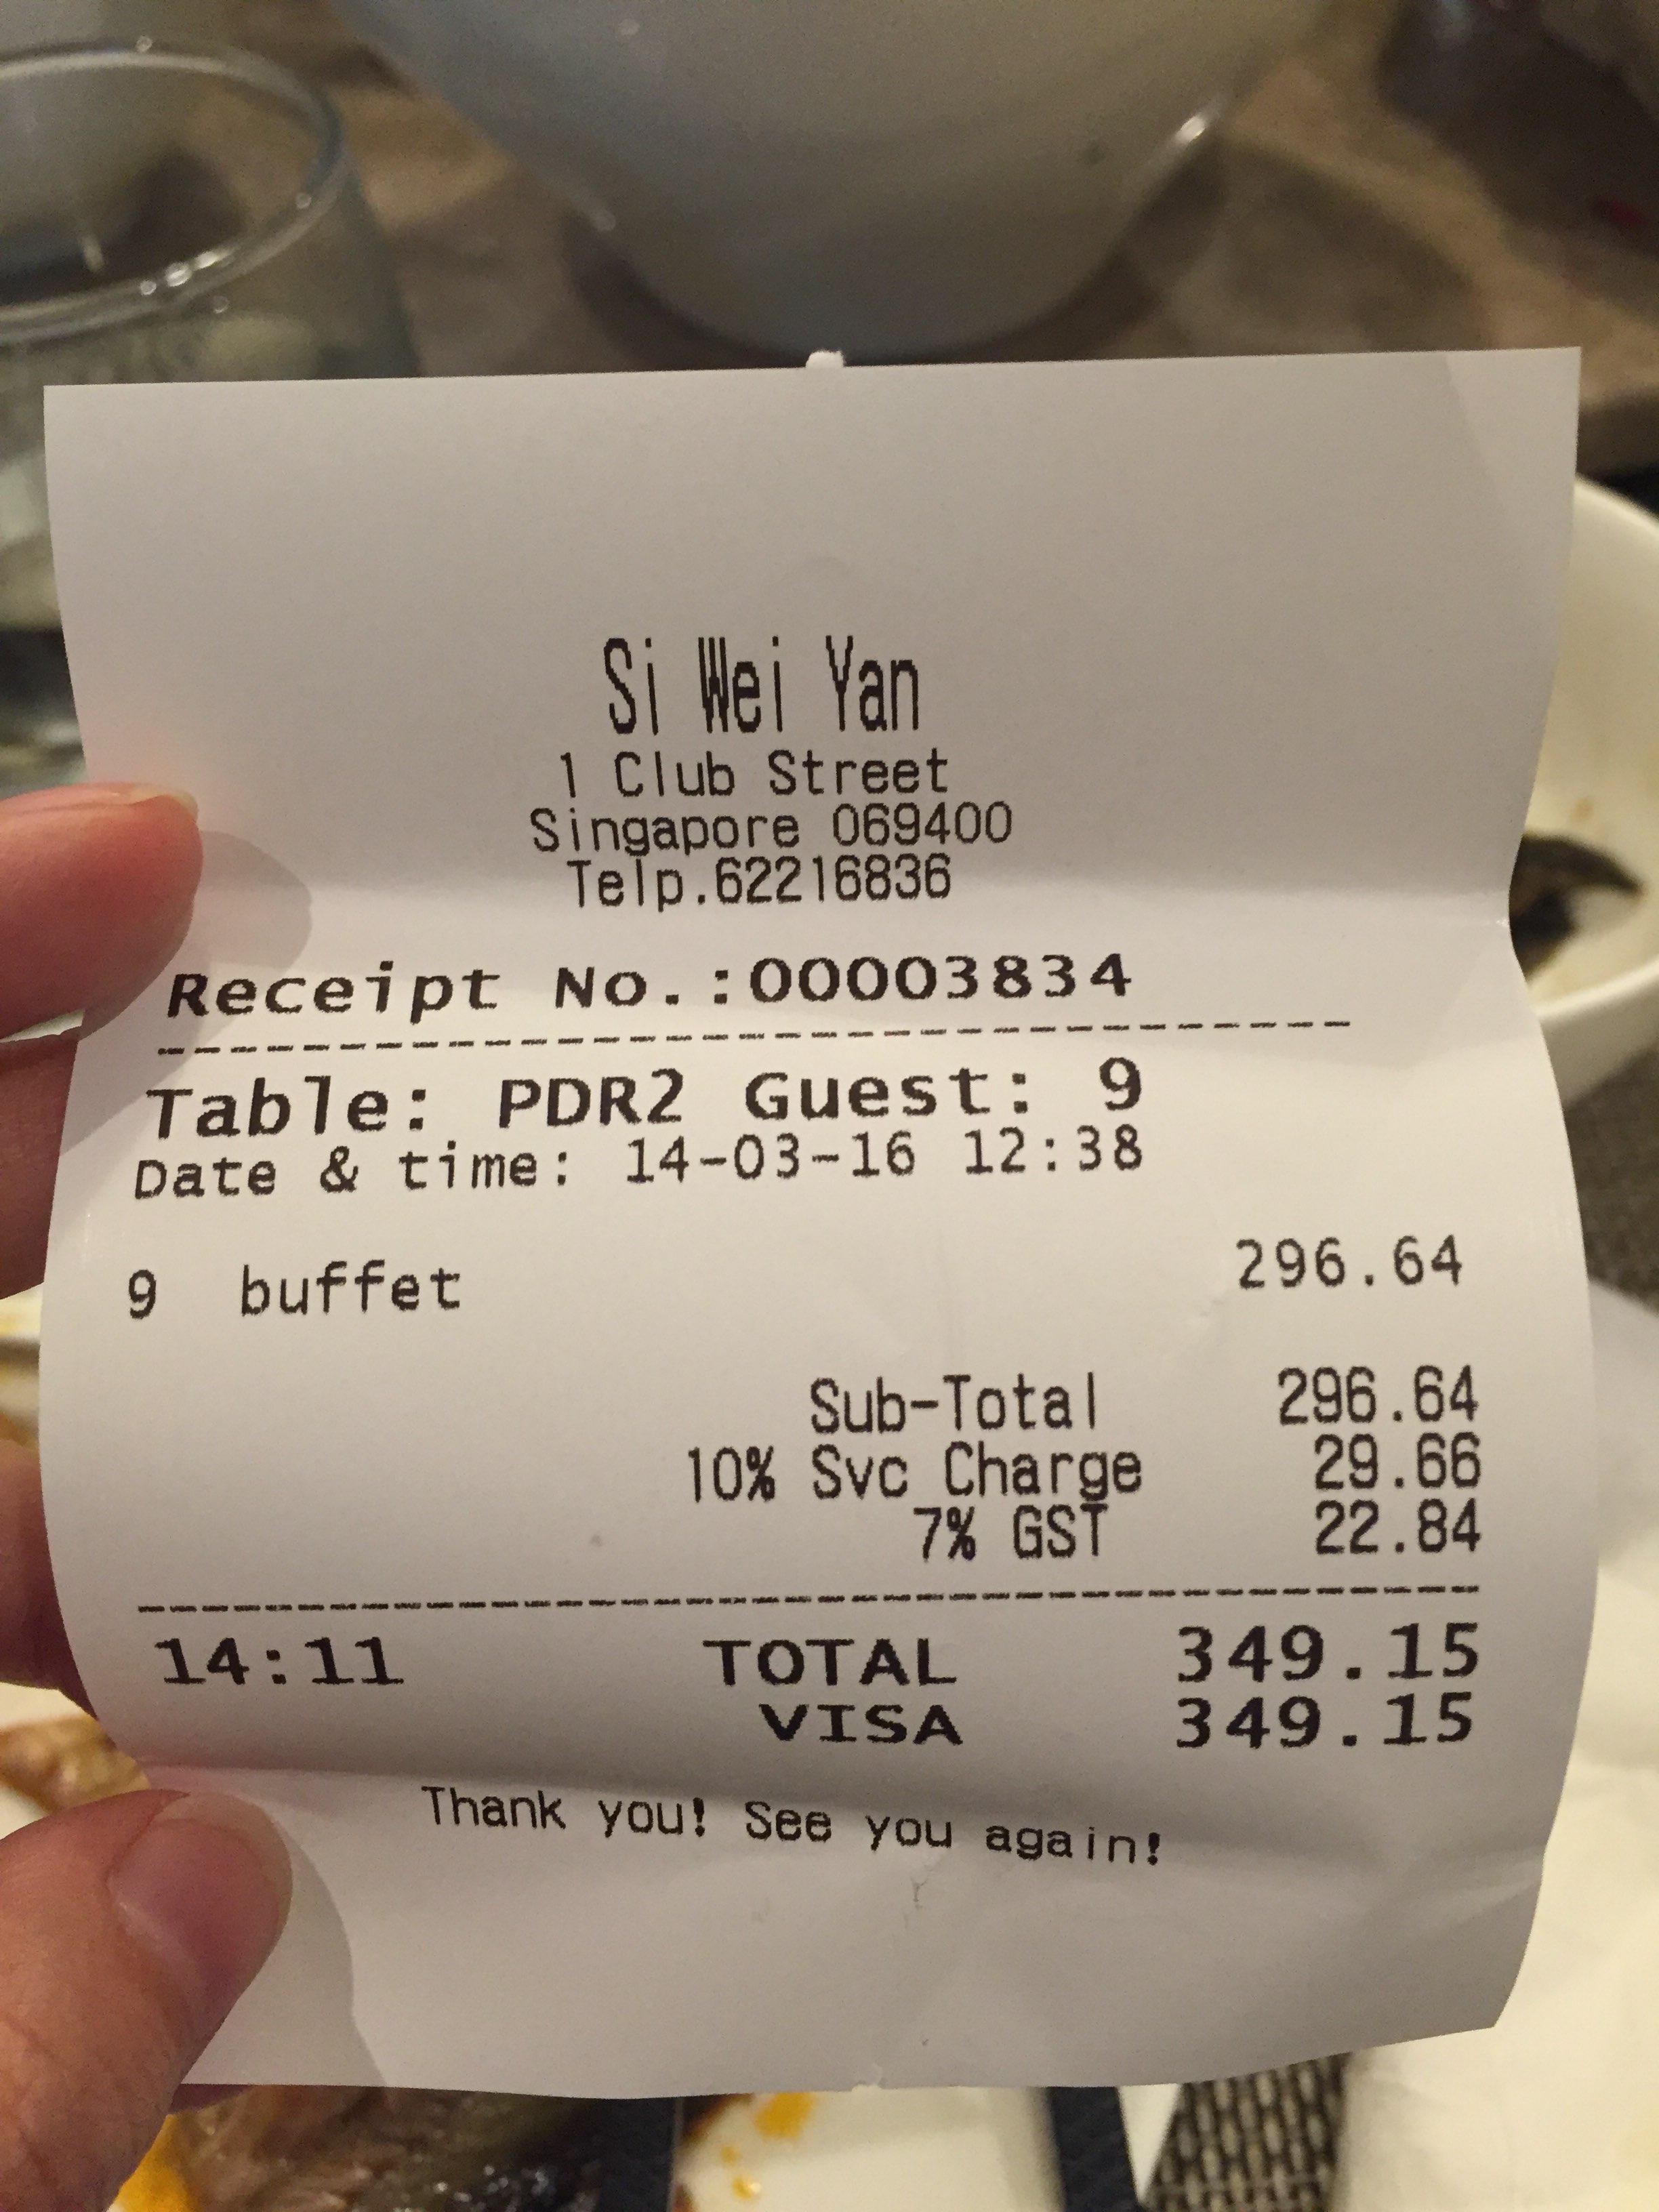 Si Wei Yan
1 Club Street
Singapore 069400
Telp.62216836
Receipt No.:00003834
Table: PDR2 Guest: 9
Date & time: 14-03-16 12:38
9 buffet 296.64
Sub-Total 296.64
10% Svc Charge 29.66
7% GST 22.84
14:11 TOTAL 349.15
VISA 349.15
Thank you! See you again!